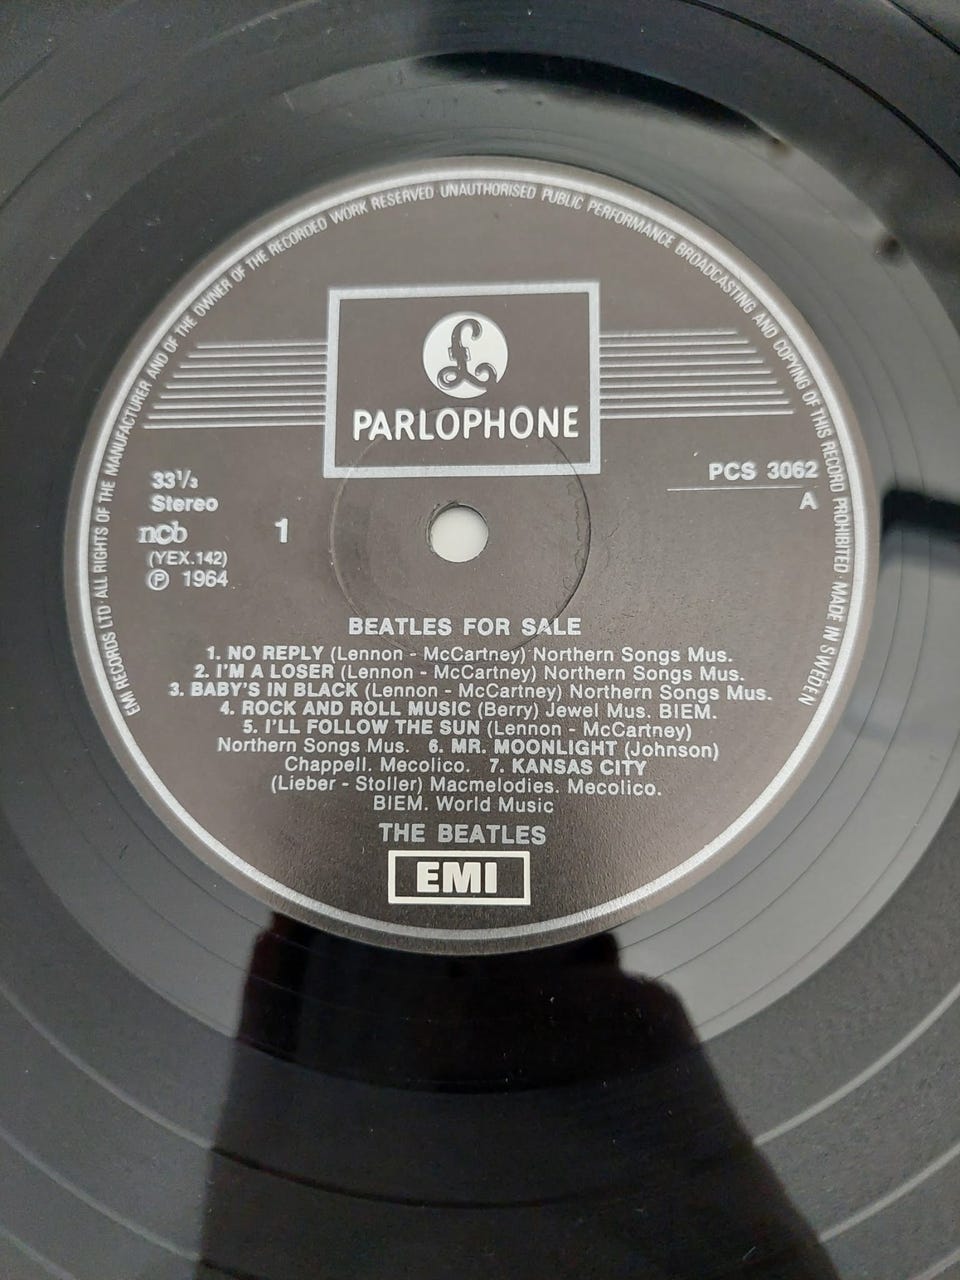 EMI RECORDS LTD· ALL RIGHTS OF THE MANUFACTURER AND OF THE OWNER OF THE RECORDED WORK RESERVED UNAUTHORISED PUBLIC PERFORMANCE BROADCASTING AND COPYING OF THIS RECORD PROHIBITED· MADE IN SWEDEN
£
PARLOPHONE
33⅓
Stereo
ncb
(YEX.142)
℗ 1964
1
PCS 3062
A
BEATLES FOR SALE
1. NO REPLY (Lennon - McCartney) Northern Songs Mus.
2. I'M A LOSER (Lennon - McCartney) Northern Songs Mus.
3. BABY'S IN BLACK (Lennon - McCartney) Northern Songs Mus.
4. ROCK AND ROLL MUSIC (Berry) Jewel Mus. BIEM.
5. I'LL FOLLOW THE SUN (Lennon - McCartney)
Northern Songs Mus. 6. MR. MOONLIGHT (Johnson)
Chappell. Mecolico. 7. KANSAS CITY
(Lieber - Stoller) Macmelodies. Mecolico.
BIEM. World Music
THE BEATLES
EMI